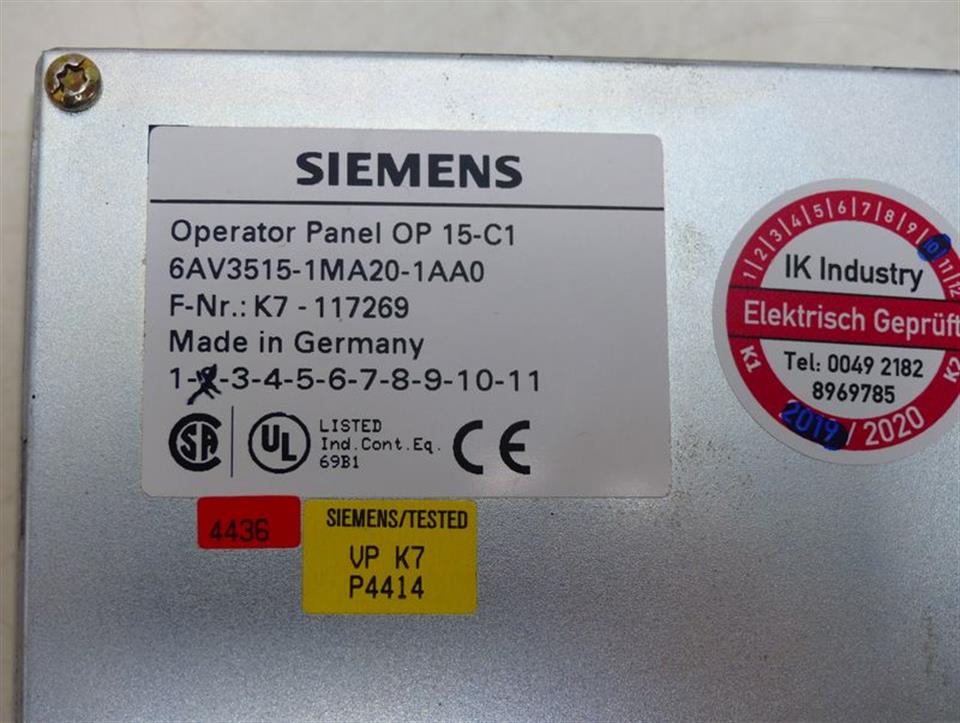 SIEMENS
Operator Panel OP 15-C1
6AV3515-1MA20-1AA0
F-Nr.: K7 - 117269
Made in Germany
1- -3-4-5-6-7-8-9-10-11
SA
UL
LISTED
Ind.Cont.Eq.
69B1
CE
4436
SIEMENS/TESTED
VP K7
P4414
1|2|3|4|5|6|7|8|9|10|11|12
IK Industry
Elektrisch Geprüft
K1
K2
Tel: 0049 2182
8969785
2019/2020